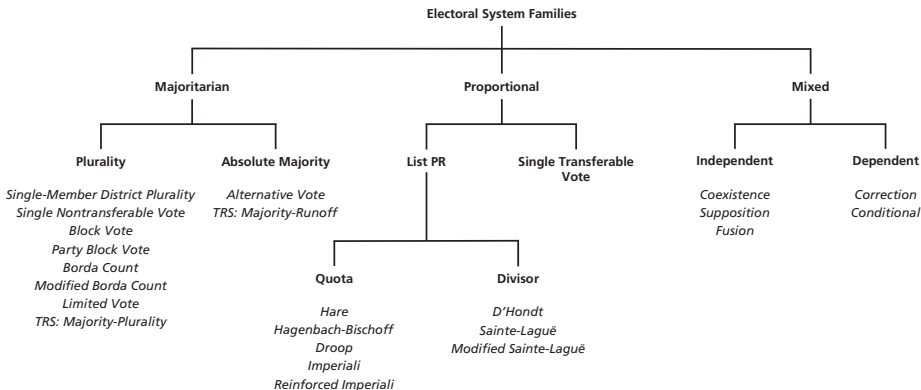 Electoral System Families
Majoritarian
Proportional
Mixed
Plurality
Absolute Majority
List PR
Single Transferable
Vote
Independent
Dependent
Single-Member District Plurality
Single Nontransferable Vote
Block Vote
Party Block Vote
Borda Count
Modified Borda Count
Limited Vote
TRS: Majority-Plurality
Alternative Vote
TRS: Majority-Runoff
Coexistence
Supposition
Fusion
Correction
Conditional
Quota
Divisor
Hare
Hagenbach-Bischoff
Droop
Imperiali
Reinforced Imperiali
D'Hondt
Sainte-Laguë
Modified Sainte-Laguë